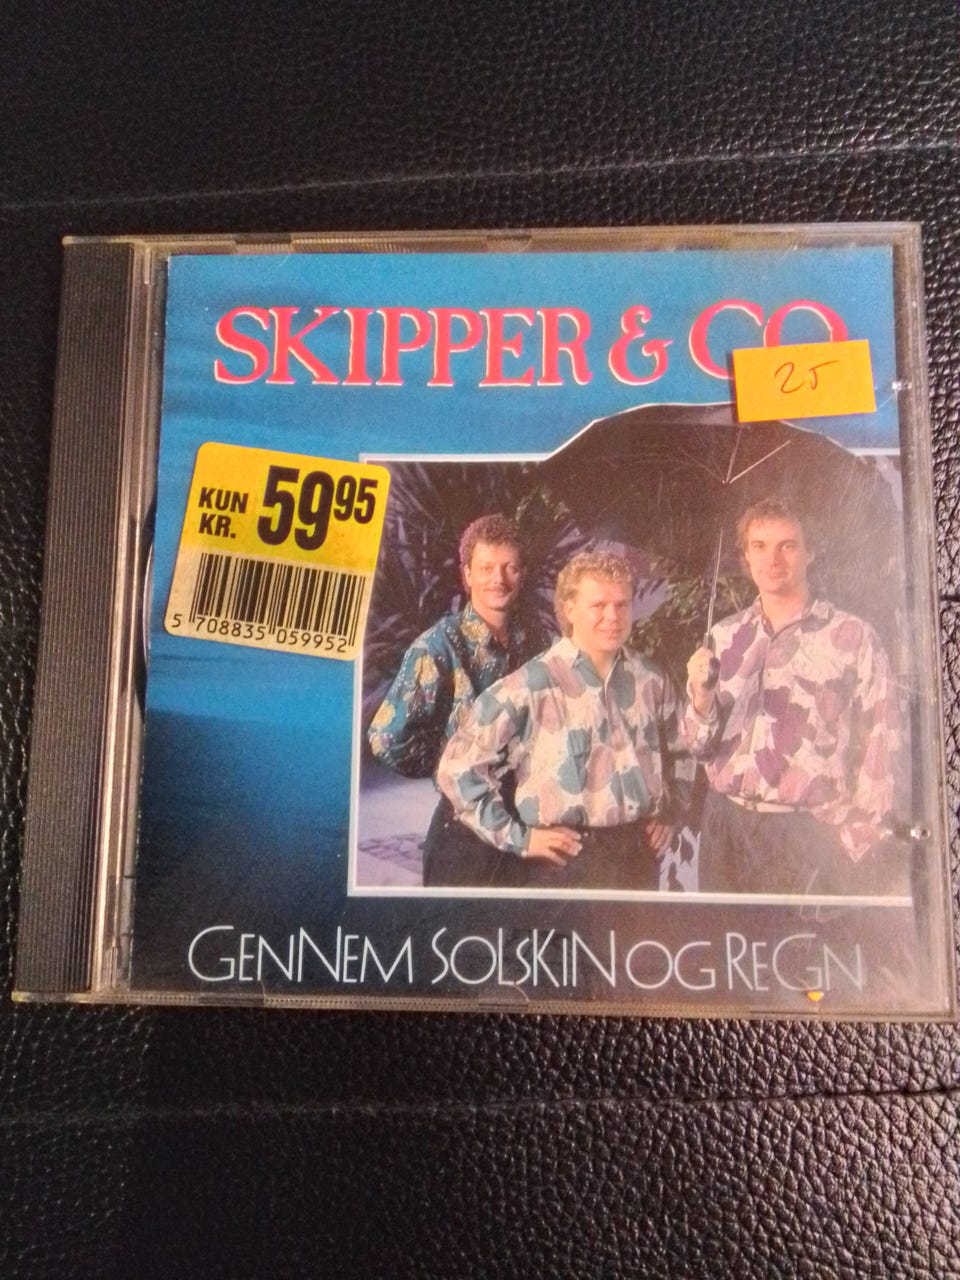 SKIPPER & CO
25
KUN
KR. 59 95
5 708835 059952
GENNEM SOLSKIN OG REGN